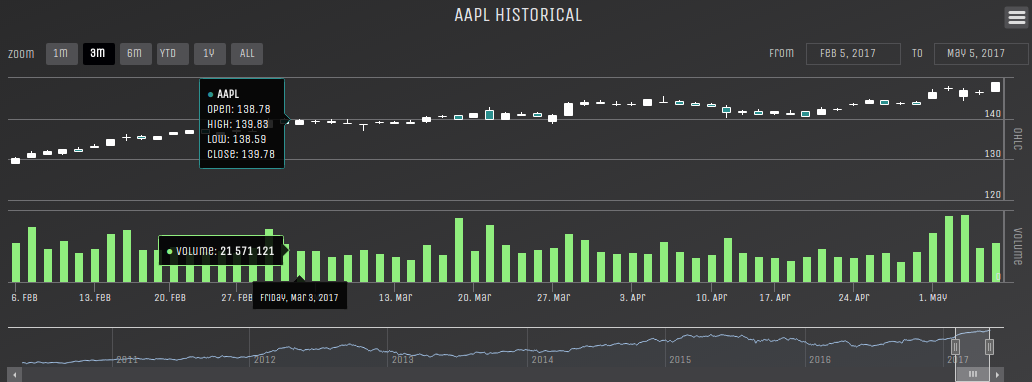 AAPL HISTORICAL
Zoom 1m 3m 6m YTD 1y All From Feb 5, 2017 To May 5, 2017
AAPL
Open: 138.78
High: 139.83
Low: 138.59
Close: 139.78
140
130
120
OHLC
Volume: 21 571 121
Volume
0
6. Feb 13. Feb 20. Feb 27. Feb 13. Mar 20. Mar 27. Mar 3. Apr 10. Apr 17. Apr 24. Apr 1. May
Friday, Mar 3, 2017
2011 2012 2013 2014 2015 2016 2017